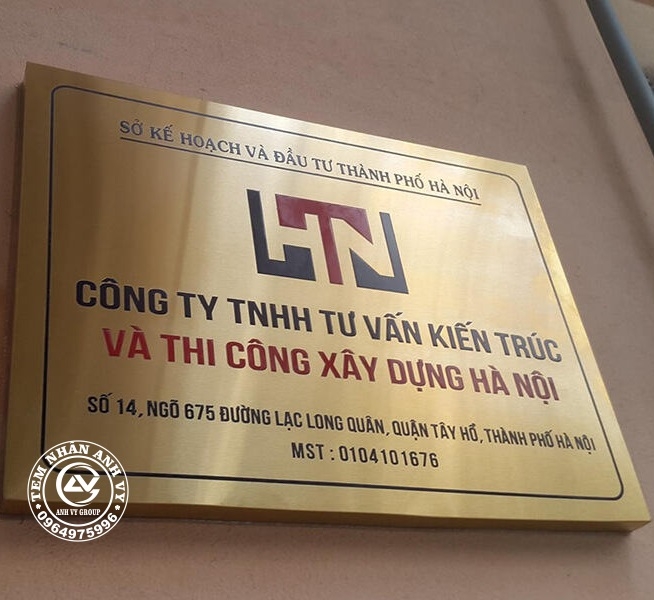 SỞ KẾ HOẠCH VÀ ĐẦU TƯ THÀNH PHỐ HÀ NỘI
HTN
CÔNG TY TNHH TƯ VẤN KIẾN TRÚC
VÀ THI CÔNG XÂY DỰNG HÀ NỘI
SỐ 14, NGÕ 675 ĐƯỜNG LẠC LONG QUÂN, QUẬN TÂY HỒ, THÀNH PHỐ HÀ NỘI
MST : 0104101676
TEM NHAN ANH VY
ANH VY GROUP
0964975996